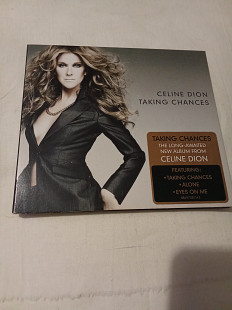 CELINE DION
TAKING CHANCES
TAKING CHANCES
THE LONG-AWAITED
NEW ALBUM FROM
CELINE DION
FEATURING:
•TAKING CHANCES
•ALONE
•EYES ON ME